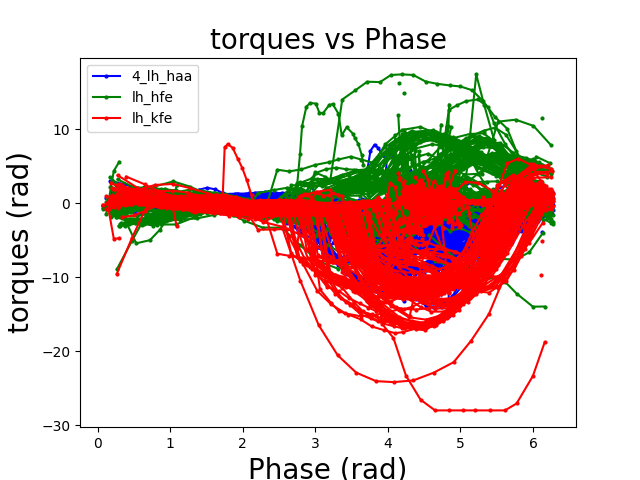 torques vs Phase
4_lh_haa
lh_hfe
lh_kfe
torques (rad)
10
0
−10
−20
−30
0 1 2 3 4 5 6
Phase (rad)